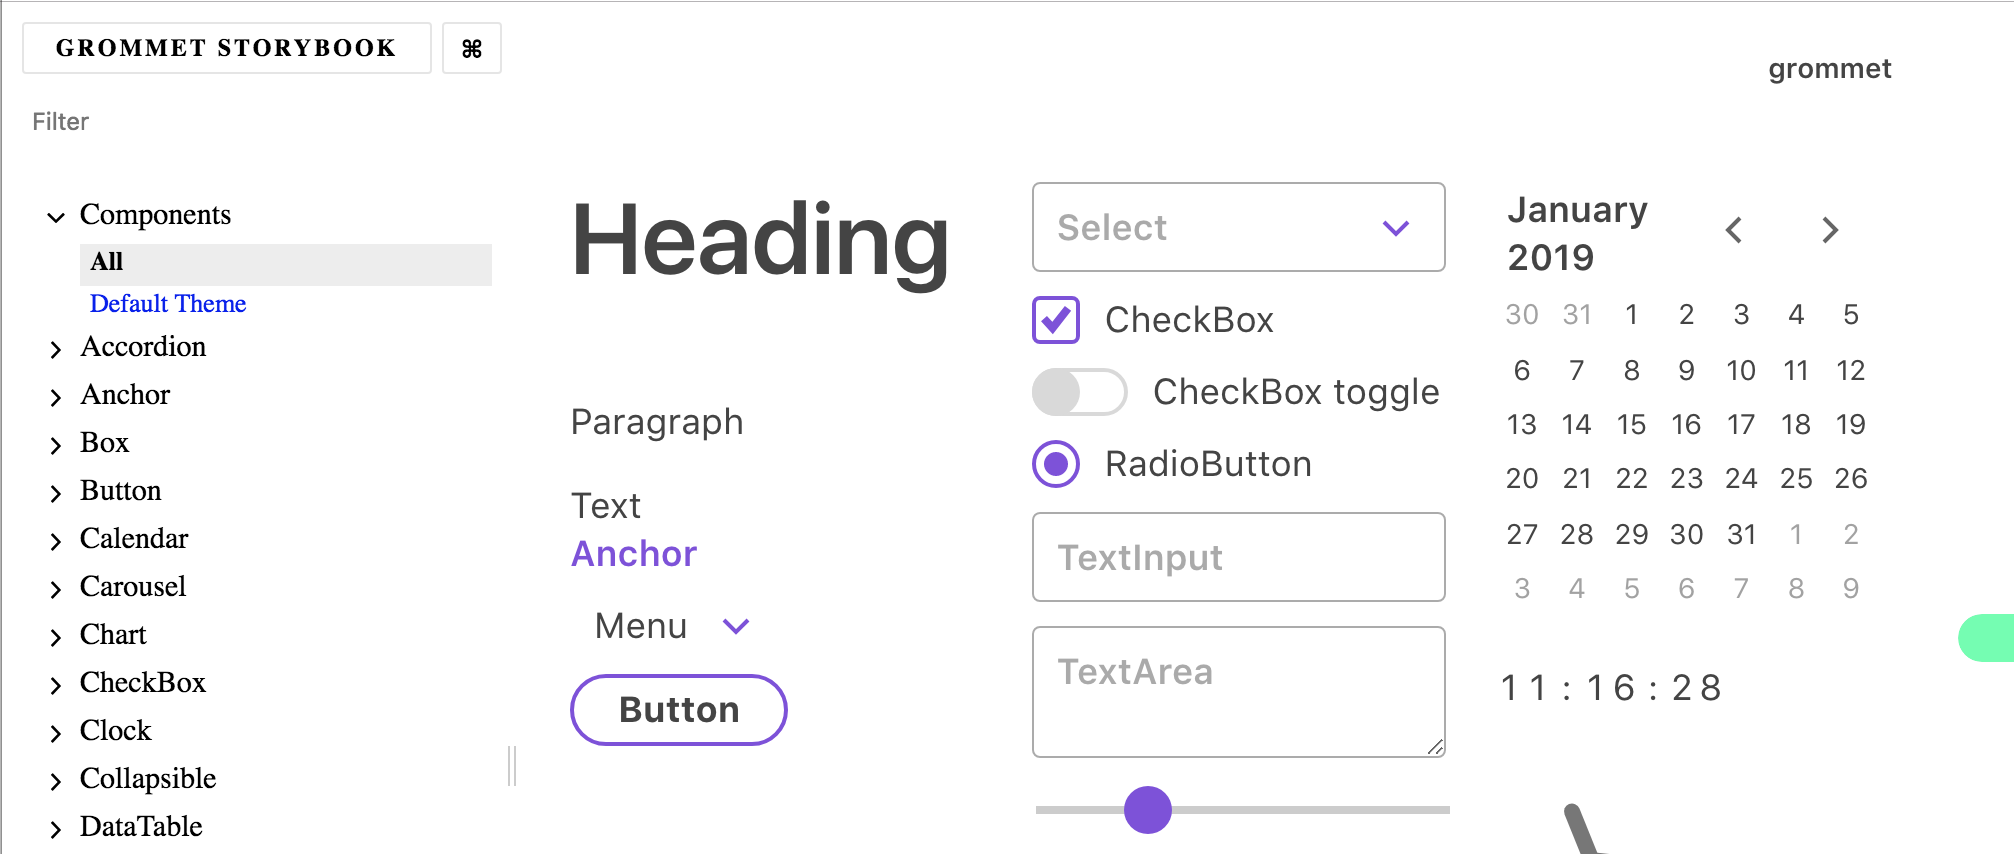 GROMMET STORYBOOK
⌘
Filter
Components
All
Default Theme
Accordion
Anchor
Box
Button
Calendar
Carousel
Chart
CheckBox
Clock
Collapsible
DataTable
grommet
Heading
Paragraph
Text
Anchor
Menu
Button
Select
CheckBox
CheckBox toggle
RadioButton
TextInput
TextArea
January
2019
30 31 1 2 3 4 5
6 7 8 9 10 11 12
13 14 15 16 17 18 19
20 21 22 23 24 25 26
27 28 29 30 31 1 2
3 4 5 6 7 8 9
11:16:28